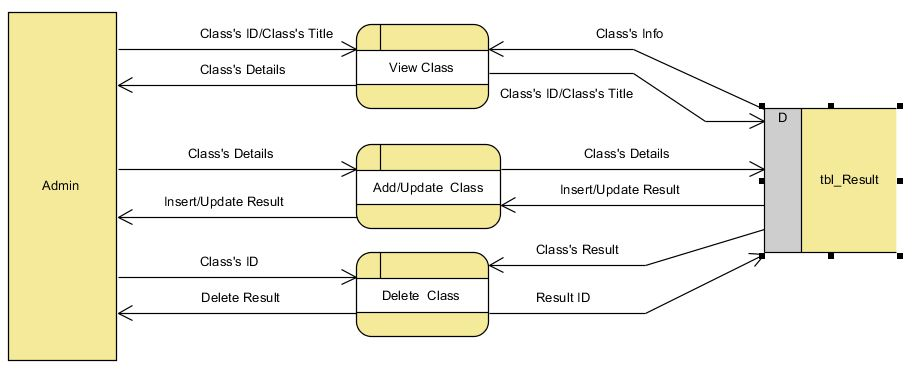 Class's ID/Class's Title
Class's Info
View Class
Class's Details
Class's ID/Class's Title
D
Class's Details
Class's Details
Admin
Add/Update Class
tbl_Result
Insert/Update Result
Insert/Update Result
Class's Result
Class's ID
Delete Class
Delete Result
Result ID